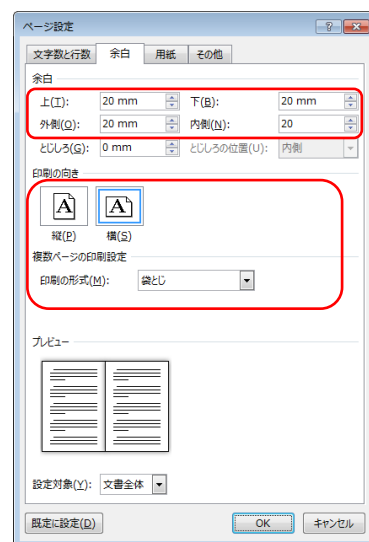 ページ設定
文字数と行数 余白 用紙 その他
余白
上(T): 20 mm 下(B): 20 mm
外側(O): 20 mm 内側(N): 20
とじしろ(G): 0 mm とじしろの位置(U): 内側
印刷の向き
A A
縦(P) 横(S)
複数ページの印刷設定
印刷の形式(M): 袋とじ
プレビュー
設定対象(Y): 文書全体
既定に設定(D) OK キャンセル